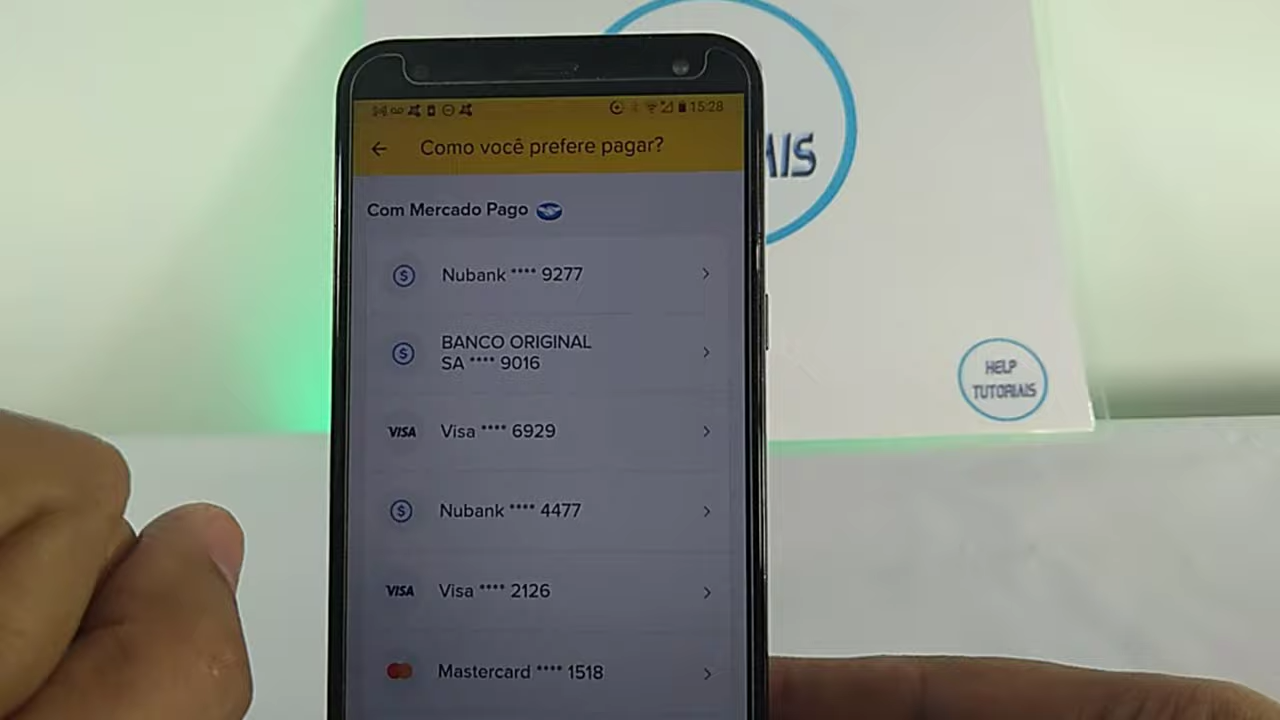 15:28
Como você prefere pagar?
Com Mercado Pago
Nubank **** 9277
BANCO ORIGINAL
SA **** 9016
VISA Visa **** 6929
Nubank **** 4477
VISA Visa **** 2126
Mastercard **** 1518
AIS
HELP
TUTORIAIS